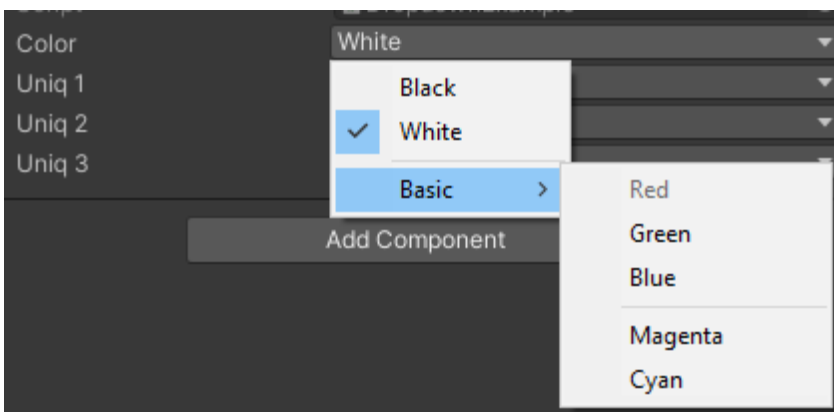 Color White
Uniq 1
Uniq 2
Uniq 3
Black
White
Basic
Red
Green
Blue
Magenta
Cyan
Add Component